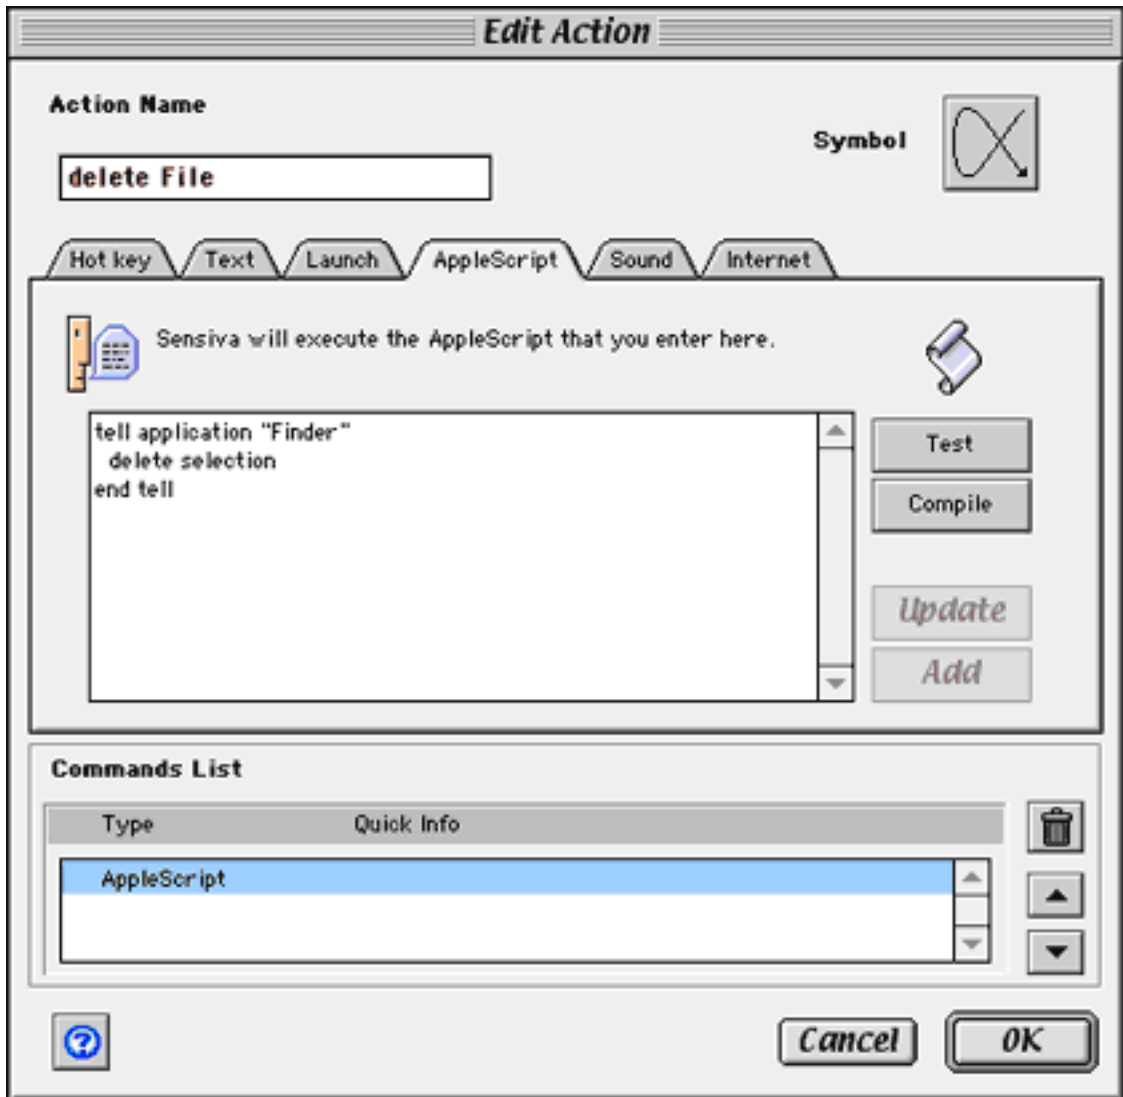 Edit Action
Action Name
Symbol
delete File
Hot key Text Launch AppleScript Sound Internet
Sensiva will execute the AppleScript that you enter here.
tell application "Finder"
  delete selection
end tell
Test
Compile
Update
Add
Commands List
Type Quick Info
AppleScript
Cancel OK